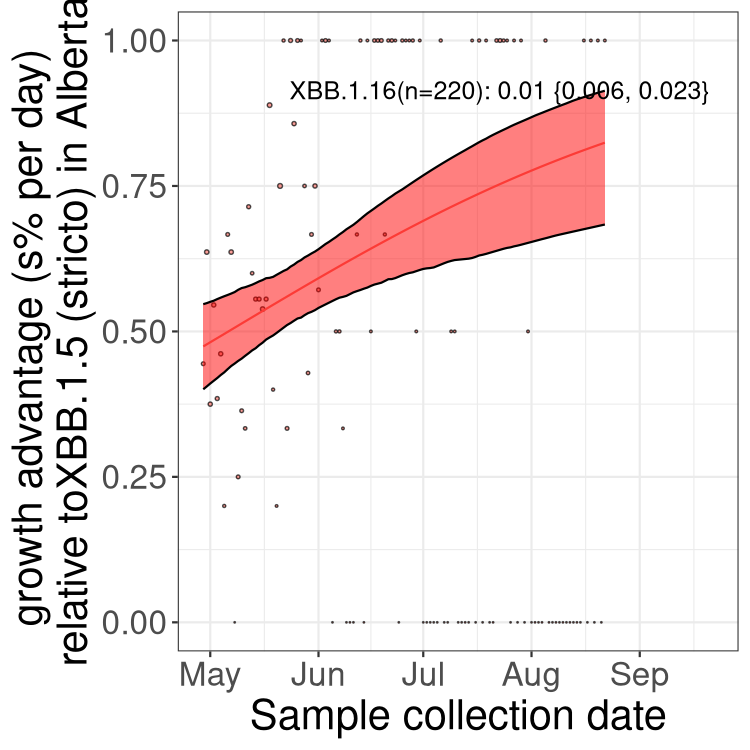 growth advantage (s% per day)
relative toXBB.1.5 (stricto) in Alberta
1.00
0.75
0.50
0.25
0.00
XBB.1.16(n=220): 0.01 {0.006, 0.023}
May Jun Jul Aug Sep
Sample collection date